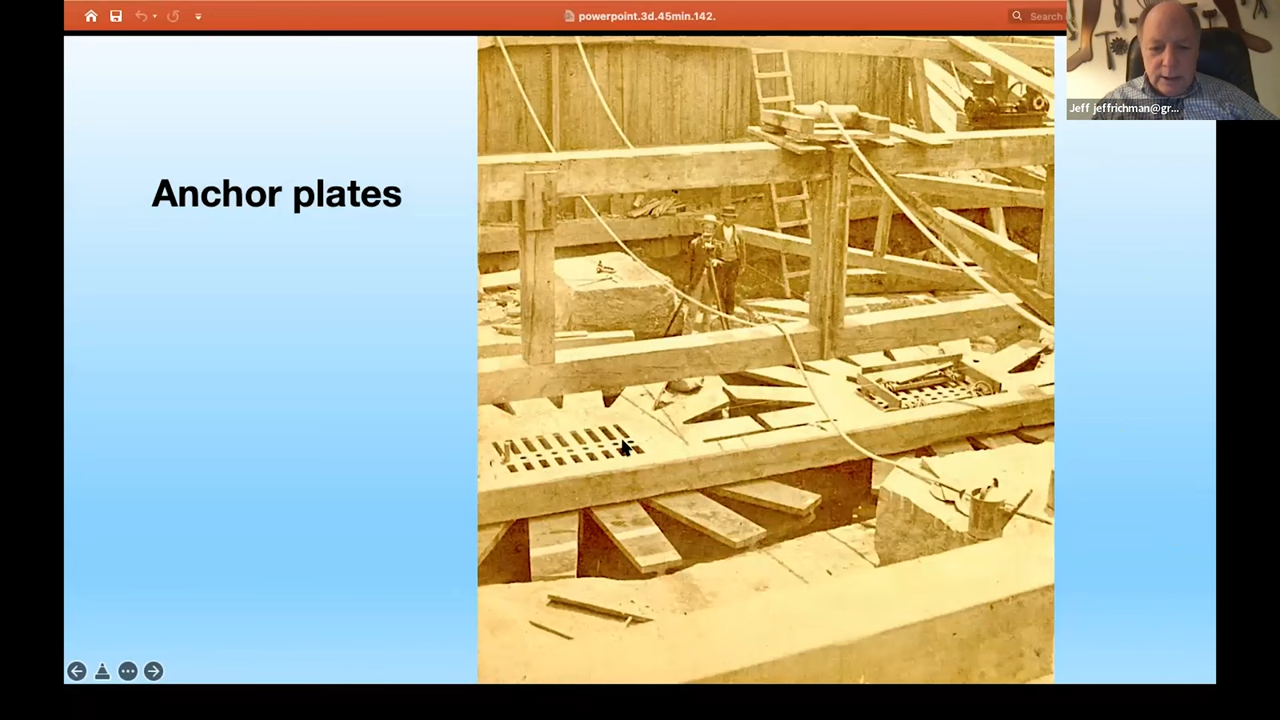 powerpoint.3d.45min.142.
Search
Jeff jeffrichman@gr...
Anchor plates